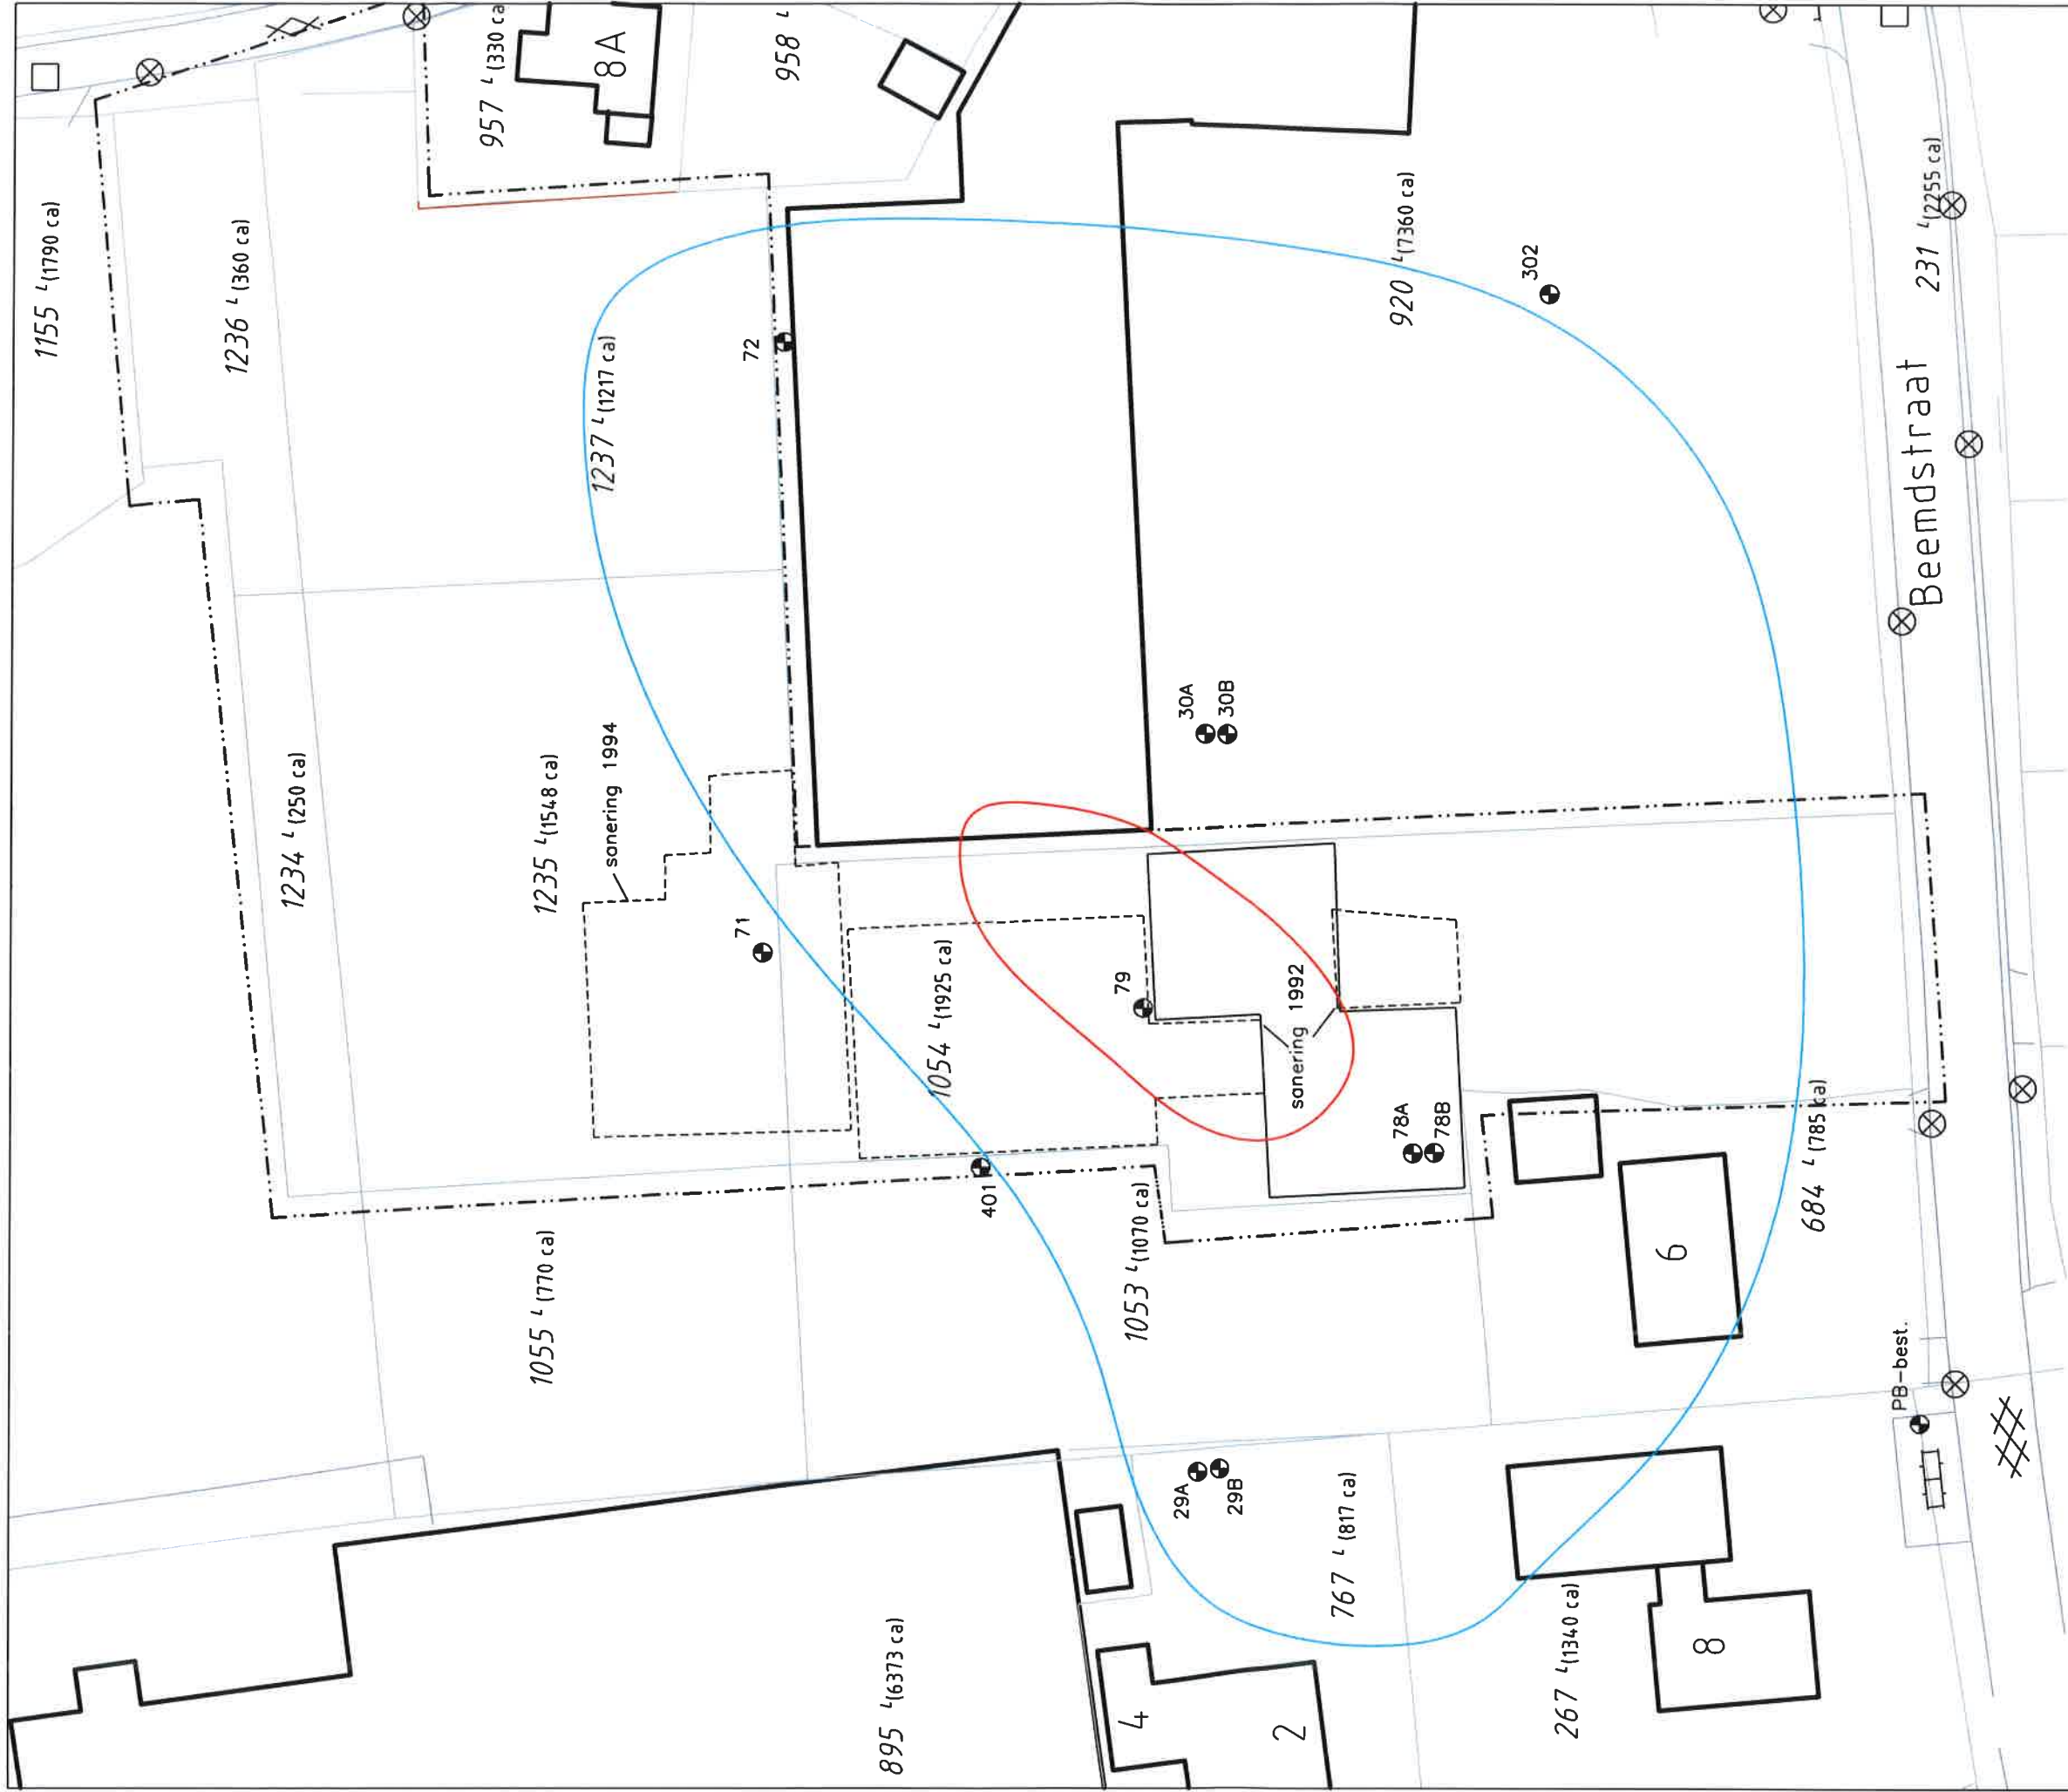 1155 L (1790 ca)
1236 L (360 ca)
957 L (330 ca)
8A
958 L
1237 L (1217 ca)
72
920 L (7360 ca)
302
231 L (2255 ca)
Beemdstraat
1234 L (250 ca)
1235 L (1548 ca)
sanering 1994
30A
30B
71
1054 L (1925 ca)
79
sanering 1992
78A
78B
401
1055 L (770 ca)
1053 L (1070 ca)
684 L (785 ca)
6
PB-best.
29A
29B
767 L (817 ca)
895 L (6373 ca)
267 L (1340 ca)
8
4
2